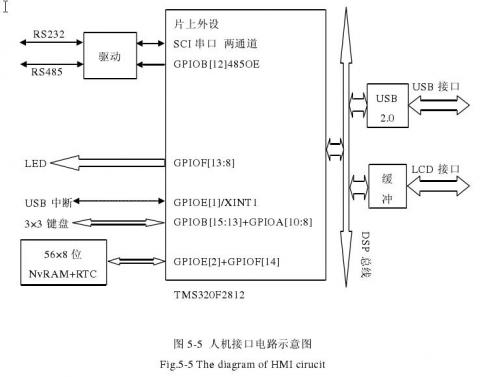 片上外设
RS232
SCI 串口 两通道
驱动
RS485
GPIOB[12]485OE
USB 接口
USB
2.0
LED
GPIOF[13:8]
LCD 接口
缓
冲
USB 中断
GPIOE[1]/XINT1
3×3 键盘
GPIOB[15:13]+GPIOA[10:8]
DSP 总线
56×8 位
NvRAM+RTC
GPIOE[2]+GPIOF[14]
TMS320F2812
图 5-5 人机接口电路示意图
Fig.5-5 The diagram of HMI cirucit